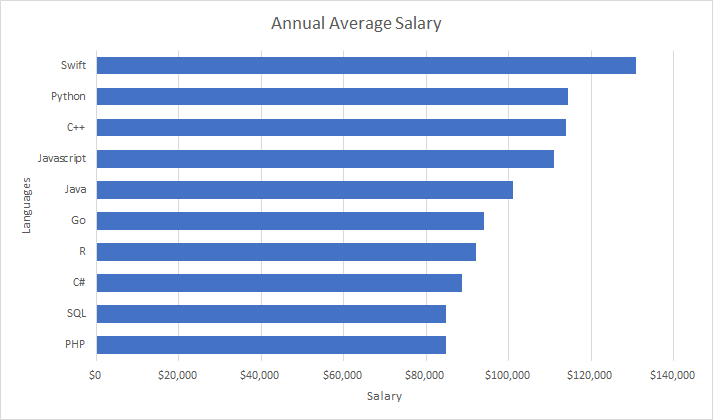 Annual Average Salary
Swift
Python
C++
Javascript
Java
Go
R
C#
SQL
PHP
Languages
$0 $20,000 $40,000 $60,000 $80,000 $100,000 $120,000 $140,000
Salary